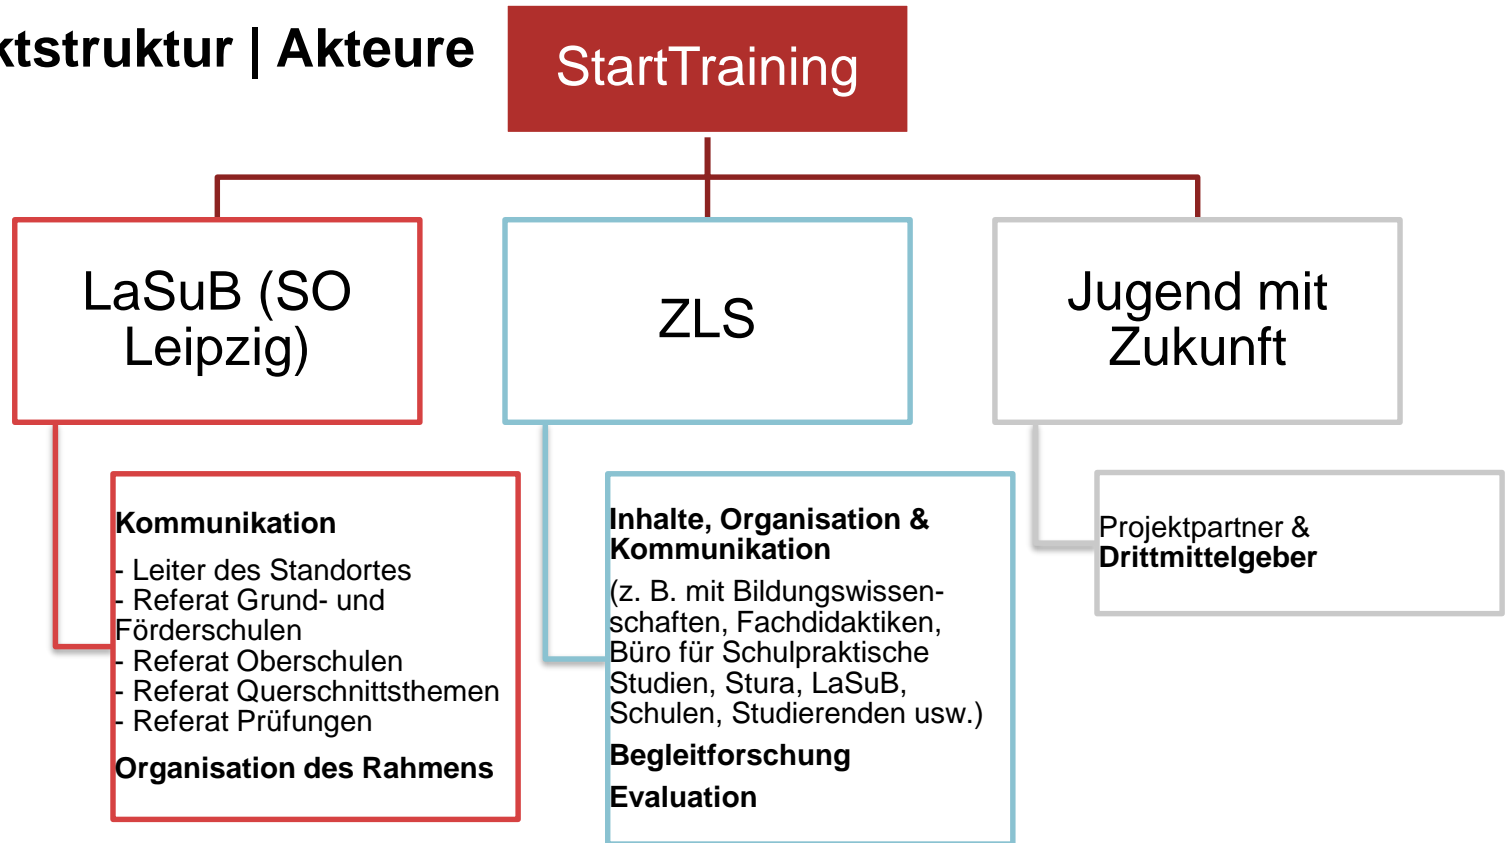 ktstruktur | Akteure
StartTraining
LaSuB (SO
Leipzig)
ZLS
Jugend mit
Zukunft
Kommunikation
- Leiter des Standortes
- Referat Grund- und
Förderschulen
- Referat Oberschulen
- Referat Querschnittsthemen
- Referat Prüfungen
Organisation des Rahmens
Inhalte, Organisation &
Kommunikation
(z. B. mit Bildungswissen-
schaften, Fachdidaktiken,
Büro für Schulpraktische
Studien, Stura, LaSuB,
Schulen, Studierenden usw.)
Begleitforschung
Evaluation
Projektpartner &
Drittmittelgeber